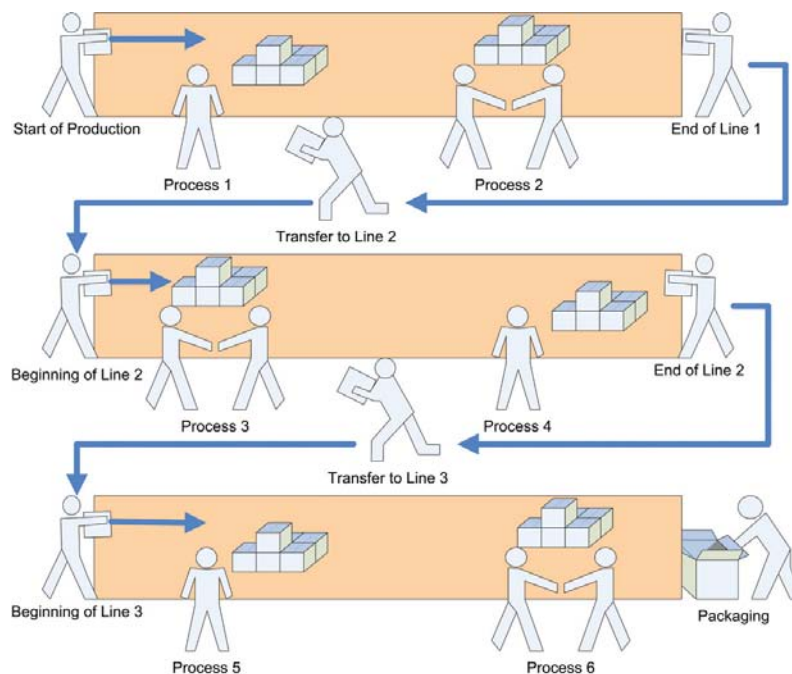 Start of Production
End of Line 1
Process 1
Process 2
Transfer to Line 2
Beginning of Line 2
End of Line 2
Process 3
Process 4
Transfer to Line 3
Beginning of Line 3
Packaging
Process 5
Process 6